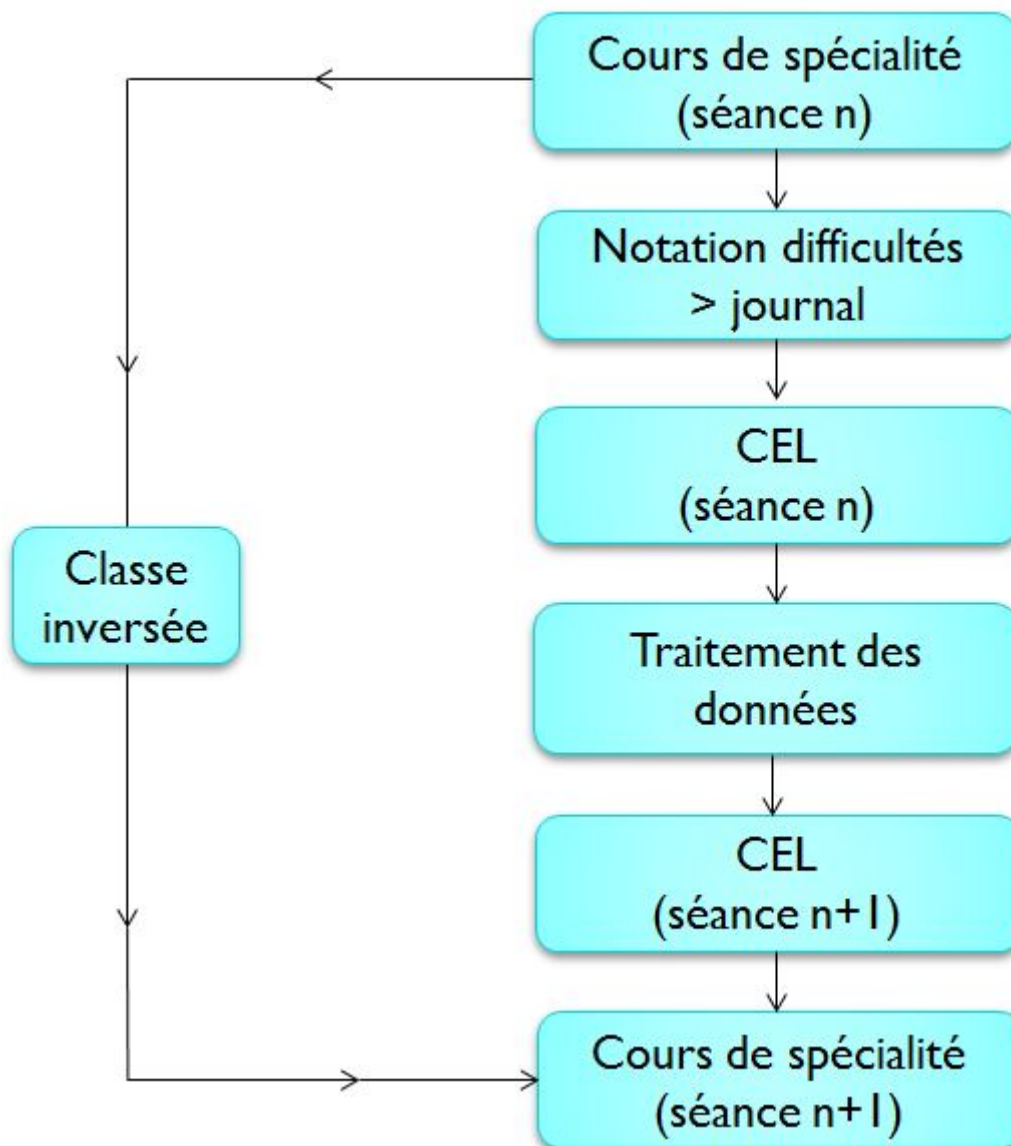 Cours de spécialité
(séance n)
Notation difficultés
> journal
CEL
(séance n)
Classe
inversée
Traitement des
données
CEL
(séance n+1)
Cours de spécialité
(séance n+1)